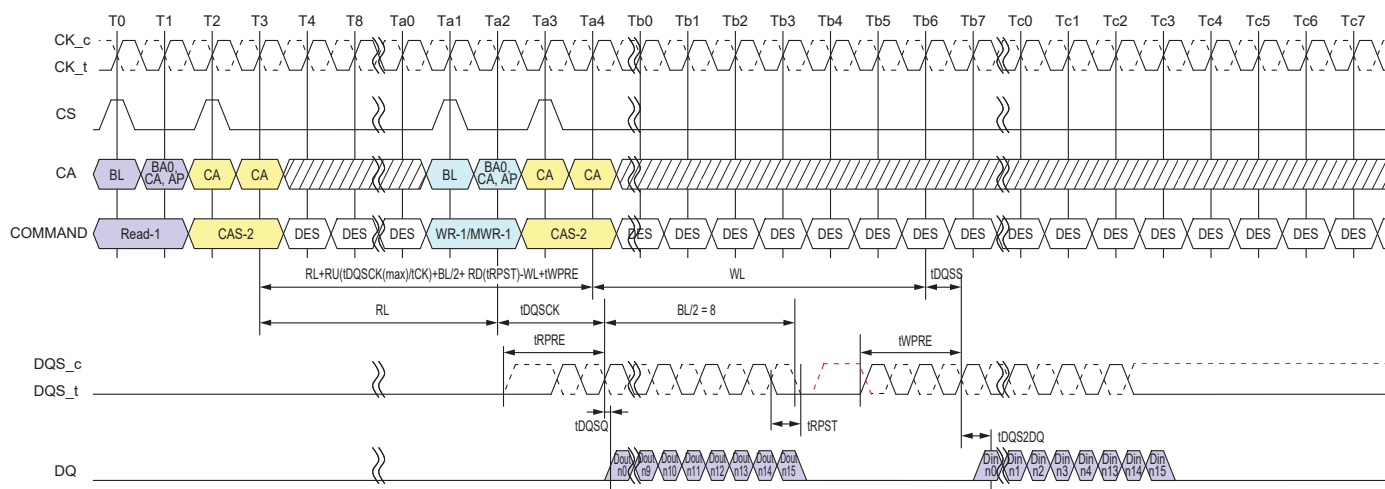 T0 T1 T2 T3 T4 T8 Ta0 Ta1 Ta2 Ta3 Ta4 Tb0 Tb1 Tb2 Tb3 Tb4 Tb5 Tb6 Tb7 Tc0 Tc1 Tc2 Tc3 Tc4 Tc5 Tc6 Tc7
CK_c
CK_t
CS
CA BL BA0, CA, AP CA CA BL BA0, CA, AP CA CA
COMMAND Read-1 CAS-2 DES DES DES WR-1/MWR-1 CAS-2 DES DES DES DES DES DES DES DES DES DES DES DES DES DES DES DES
RL+RU(tDQSCK(max)/tCK)+BL/2+ RD(tRPST)-WL+tWPRE WL tDQSS
RL tDQSCK BL/2 = 8
tRPRE tWPRE
DQS_c
DQS_t
tDQSQ tRPST
tDQS2DQ
DQ Dout n0 Dout n9 Dout n10 Dout n11 Dout n12 Dout n13 Dout n14 Dout n15 Din n0 Din n1 Din n2 Din n3 Din n4 Din n13 Din n14 Din n15